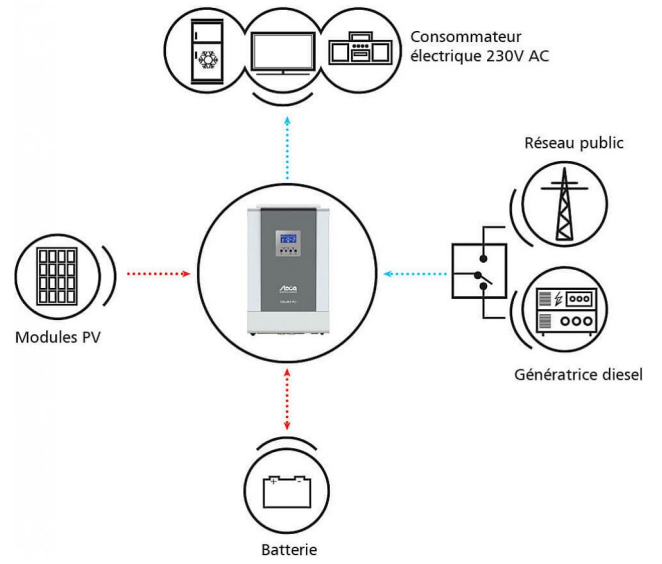 Consommateur
électrique 230V AC
Réseau public
Steca
Modules PV
Génératrice diesel
Batterie